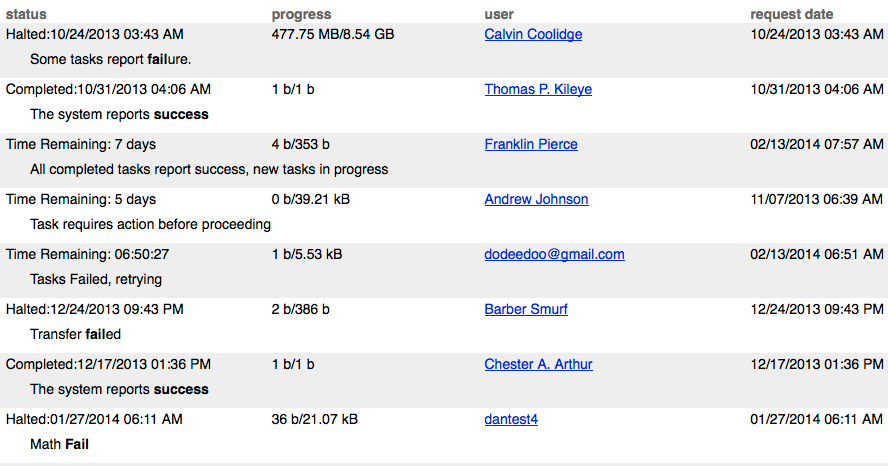 status progress user request date
Halted:10/24/2013 03:43 AM 477.75 MB/8.54 GB Calvin Coolidge 10/24/2013 03:43 AM
Some tasks report failure.
Completed:10/31/2013 04:06 AM 1 b/1 b Thomas P. Kileye 10/31/2013 04:06 AM
The system reports success
Time Remaining: 7 days 4 b/353 b Franklin Pierce 02/13/2014 07:57 AM
All completed tasks report success, new tasks in progress
Time Remaining: 5 days 0 b/39.21 kB Andrew Johnson 11/07/2013 06:39 AM
Task requires action before proceeding
Time Remaining: 06:50:27 1 b/5.53 kB dodeedoo@gmail.com 02/13/2014 06:51 AM
Tasks Failed, retrying
Halted:12/24/2013 09:43 PM 2 b/386 b Barber Smurf 12/24/2013 09:43 PM
Transfer failed
Completed:12/17/2013 01:36 PM 1 b/1 b Chester A. Arthur 12/17/2013 01:36 PM
The system reports success
Halted:01/27/2014 06:11 AM 36 b/21.07 kB dantest4 01/27/2014 06:11 AM
Math Fail